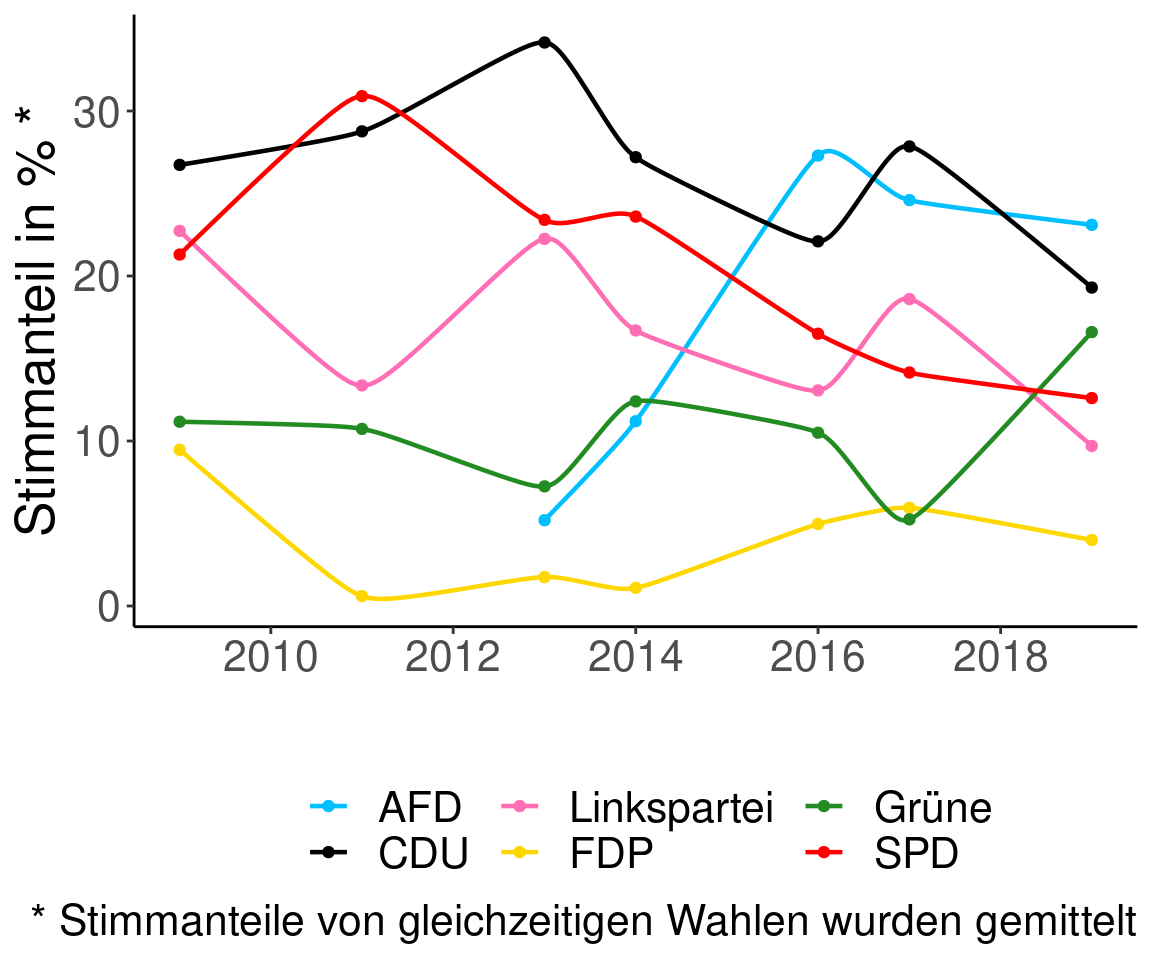 Stimmanteil in % *
30
20
10
0
2010 2012 2014 2016 2018
AFD Linkspartei Grüne
CDU FDP SPD
* Stimmanteile von gleichzeitigen Wahlen wurden gemittelt